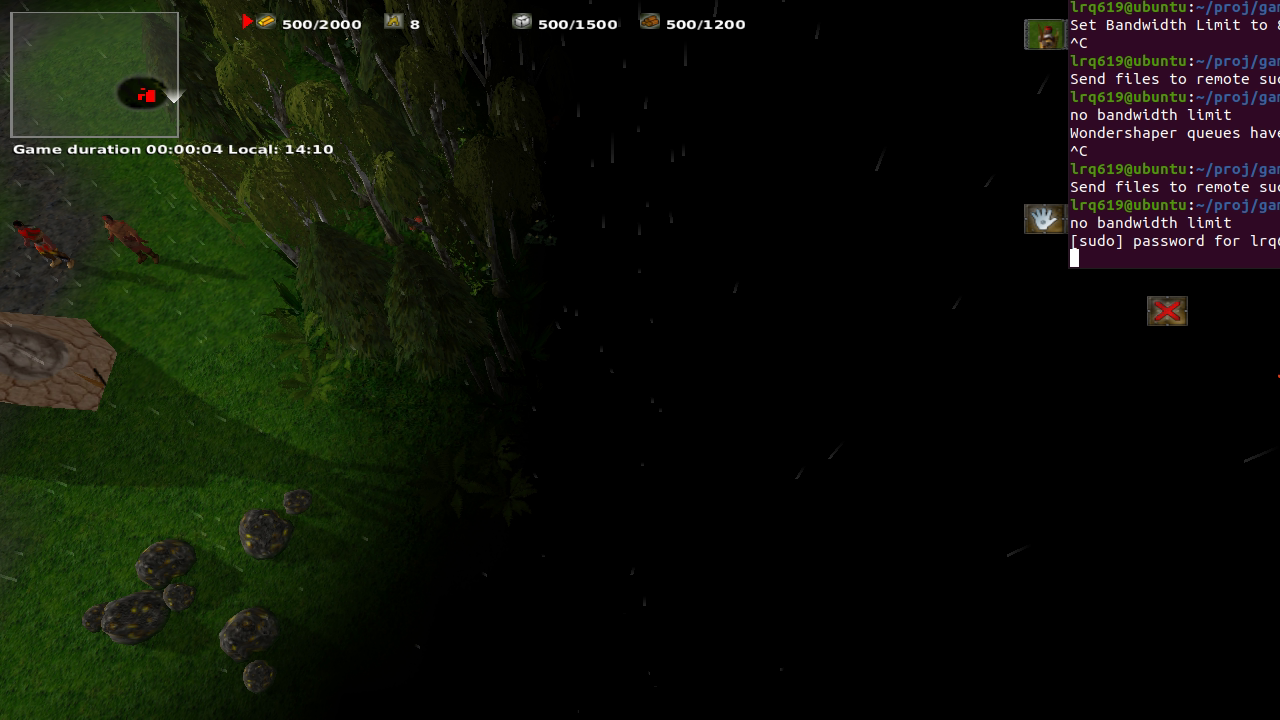 500/2000 8 500/1500 500/1200
Game duration 00:00:04 Local: 14:10
lrq619@ubuntu:~/proj/gam
Set Bandwidth Limit to
^C
lrq619@ubuntu:~/proj/gam
Send files to remote suc
lrq619@ubuntu:~/proj/gam
no bandwidth limit
Wondershaper queues have
^C
lrq619@ubuntu:~/proj/gam
Send files to remote suc
lrq619@ubuntu:~/proj/gam
no bandwidth limit
[sudo] password for lrq